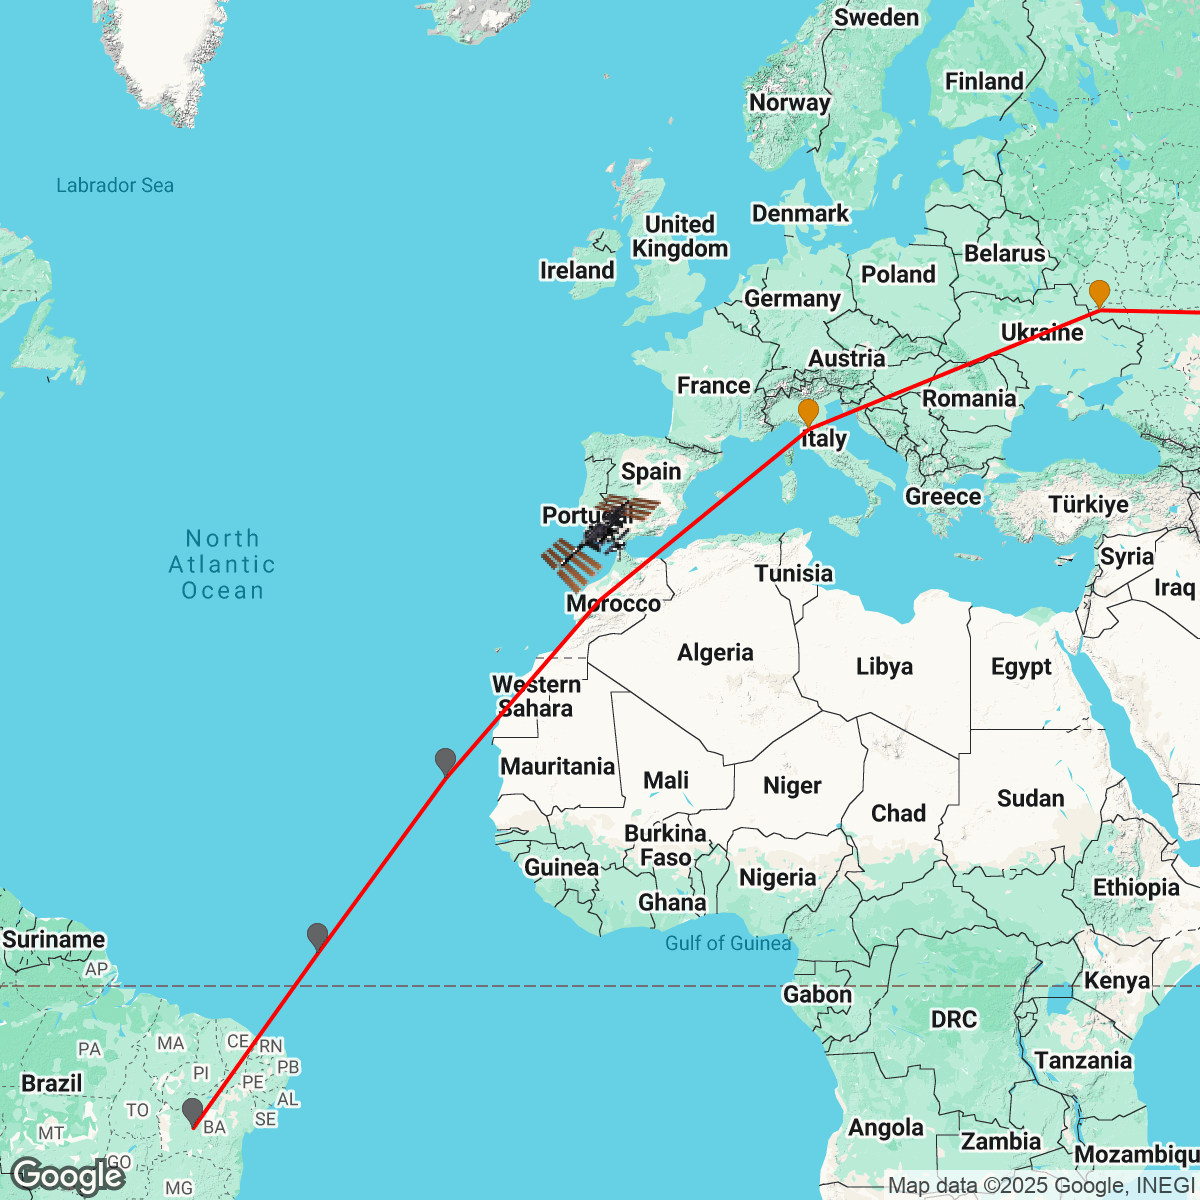 Sweden
Finland
Norway
Labrador Sea
Denmark
United
Kingdom
Belarus
Ireland
Poland
Germany
Ukraine
Austria
France
Romania
Italy
Spain
Greece
Türkiye
Portugal
North
Atlantic
Ocean
Syria
Tunisia
Iraq
Morocco
Algeria
Libya
Egypt
Western
Sahara
Mauritania
Mali
Niger
Sudan
Chad
Burkina
Faso
Guinea
Nigeria
Ethiopia
Ghana
Suriname
Gulf of Guinea
AP
Kenya
Gabon
DRC
CE
RN
MA
PA
Tanzania
PI
PB
Brazil
PE
AL
TO
SE
BA
MT
Angola
Zambia
Mozambiqu
GO
MG
Google
Map data ©2025 Google, INEGI